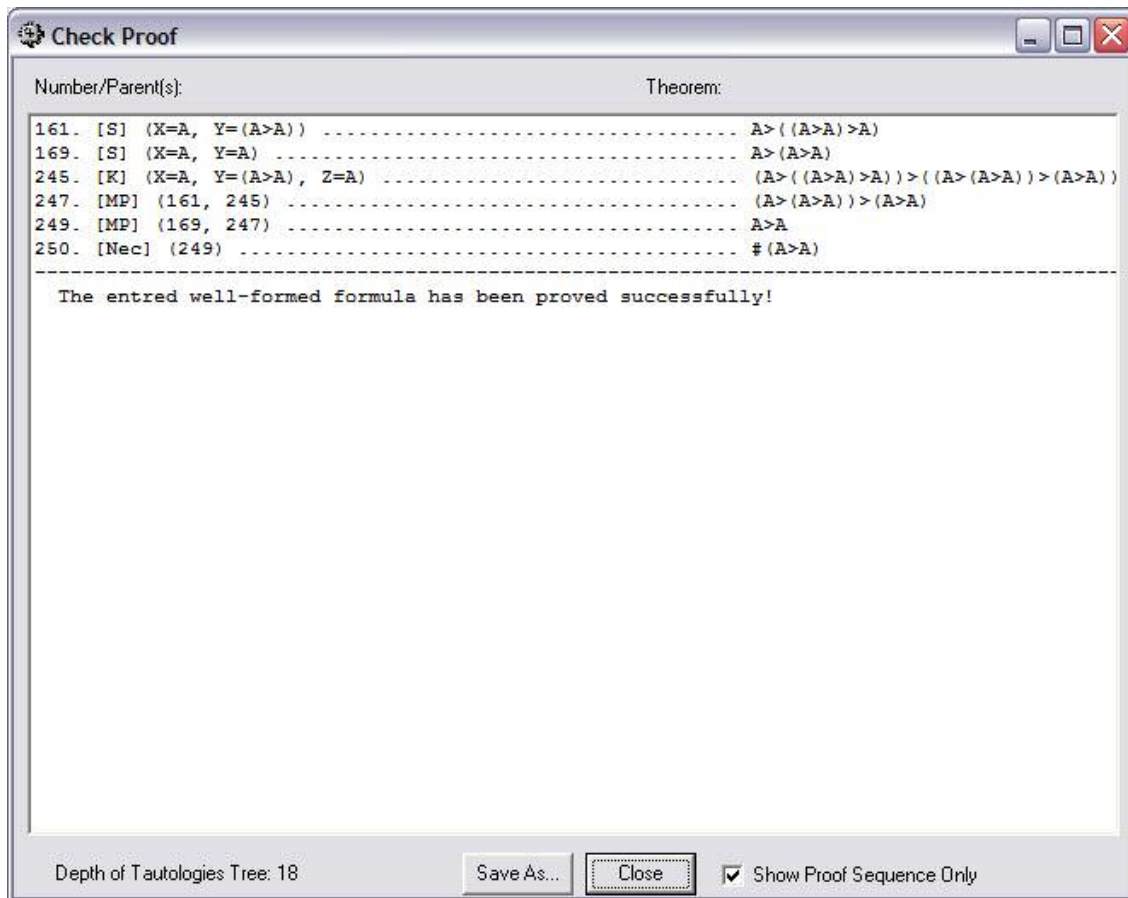 Check Proof
Number/Parent(s): Theorem:
161. [S] (X=A, Y=(A>A)) ...................................... A>((A>A)>A)
169. [S] (X=A, Y=A) .......................................... A>(A>A)
245. [K] (X=A, Y=(A>A), Z=A) ................................. (A>((A>A)>A))>((A>(A>A))>(A>A))
247. [MP] (161, 245) ......................................... (A>(A>A))>(A>A)
249. [MP] (169, 247) ......................................... A>A
250. [Nec] (249) ............................................. #(A>A)
--------------------------------------------------------------------------------------------
The entred well-formed formula has been proved successfully!
Depth of Tautologies Tree: 18 Save As... Close Show Proof Sequence Only